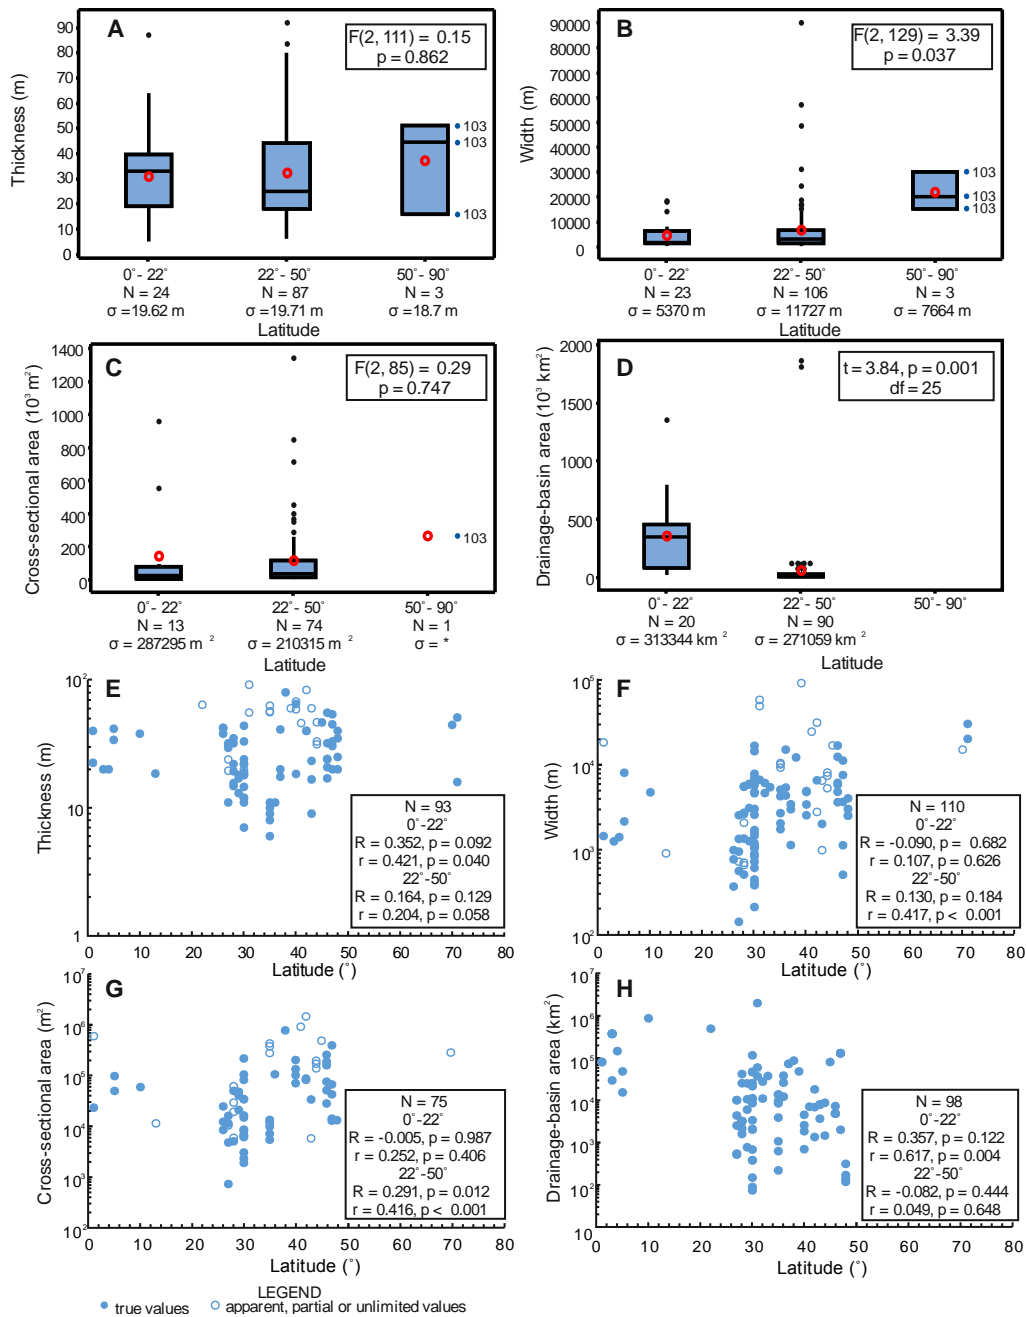 A
F(2, 111) = 0.15
p = 0.862
Thickness (m)
90
80
70
60
50
40
30
20
10
0
103
103
103
0°- 22°
22°- 50°
50°- 90°
N = 24
N = 87
N = 3
σ =19.62 m
σ =19.71 m
σ =18.7 m
Latitude
B
F(2, 129) = 3.39
p = 0.037
Width (m)
90000
80000
70000
60000
50000
40000
30000
20000
10000
0
103
103
103
0°- 22°
22°- 50°
50°- 90°
N = 23
N = 106
N = 3
σ = 5370 m
σ = 11727 m
σ = 7664 m
Latitude
C
F(2, 85) = 0.29
p = 0.747
Cross-sectional area (10³ m²)
1400
1200
1000
800
600
400
200
0
103
0°- 22°
22°- 50°
50°- 90°
N = 13
N = 74
N = 1
σ = 287295 m²
σ = 210315 m²
σ = *
Latitude
D
t = 3.84, p = 0.001
df = 25
Drainage-basin area (10³ km²)
2000
1500
1000
500
0
0°- 22°
22°- 50°
50°- 90°
N = 20
N = 90
σ = 313344 km²
σ = 271059 km²
Latitude
E
Thickness (m)
10²
10
1
N = 93
0°-22°
R = 0.352, p = 0.092
r = 0.421, p = 0.040
22°-50°
R = 0.164, p = 0.129
r = 0.204, p = 0.058
0 10 20 30 40 50 60 70 80
Latitude (°)
F
Width (m)
10⁵
10⁴
10³
10²
N = 110
0°-22°
R = -0.090, p = 0.682
r = 0.107, p = 0.626
22°-50°
R = 0.130, p = 0.184
r = 0.417, p < 0.001
0 10 20 30 40 50 60 70 80
Latitude (°)
G
Cross-sectional area (m²)
10⁷
10⁶
10⁵
10⁴
10³
10²
N = 75
0°-22°
R = -0.005, p = 0.987
r = 0.252, p = 0.406
22°-50°
R = 0.291, p = 0.012
r = 0.416, p < 0.001
0 10 20 30 40 50 60 70 80
Latitude (°)
H
Drainage-basin area (km²)
10⁷
10⁶
10⁵
10⁴
10³
10²
10
N = 98
0°-22°
R = 0.357, p = 0.122
r = 0.617, p = 0.004
22°-50°
R = -0.082, p = 0.444
r = 0.049, p = 0.648
0 10 20 30 40 50 60 70 80
Latitude (°)
LEGEND
true values
apparent, partial or unlimited values